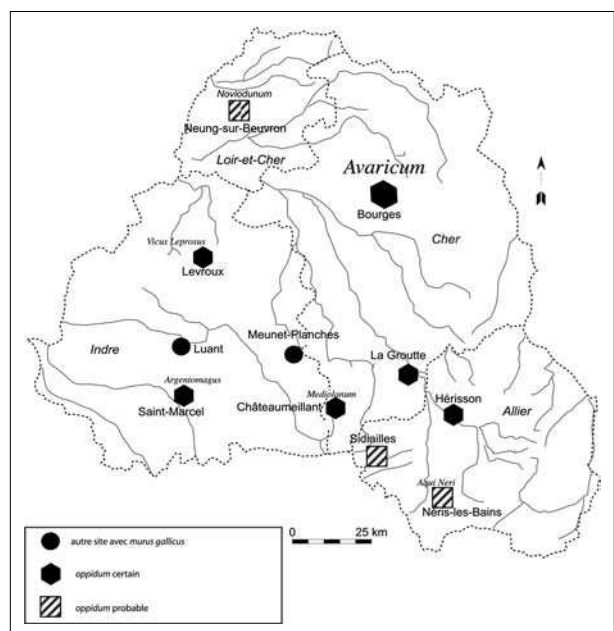 Noviodunum
Neung-sur-Beuvron
Loir-et-Cher
Avaricum
Bourges
Cher
Vicus Leprosus
Levroux
Meunet-Planches
Luant
Indre
La Groutte
Argentomagus
Saint-Marcel
Mediolanum
Châteaumeillant
Hérisson
Allier
Sidiailles
Aqui Neri
Néris-les-Bains
0 25 km
autre site avec murus gallicus
oppidum certain
oppidum probable